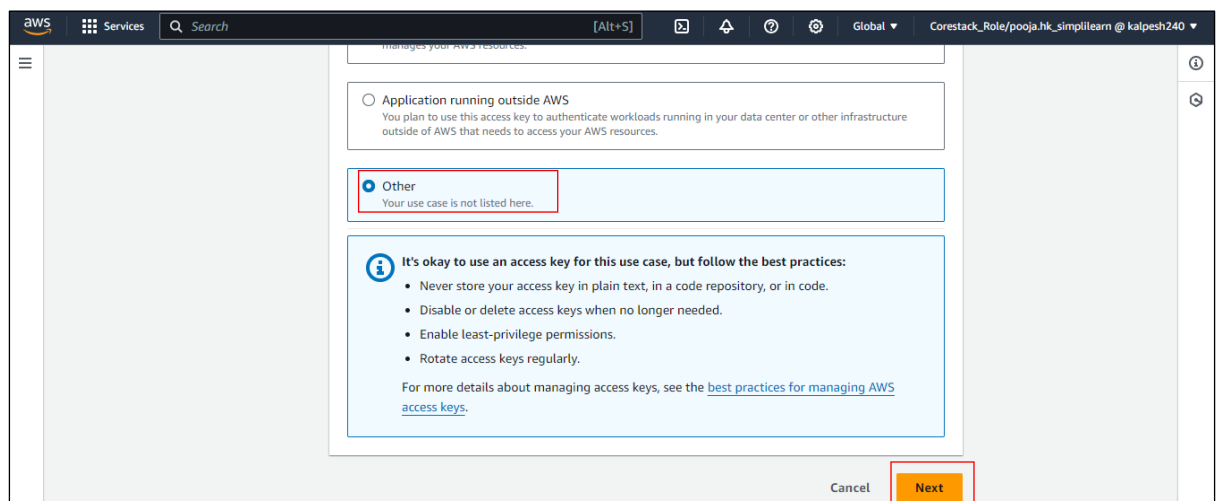 aws Services Search [Alt+S] Global Corestack_Role/pooja.hk_simplilearn @ kalpesh240
manages your AWS resources.
Application running outside AWS
You plan to use this access key to authenticate workloads running in your data center or other infrastructure
outside of AWS that needs to access your AWS resources.
Other
Your use case is not listed here.
It's okay to use an access key for this use case, but follow the best practices:
• Never store your access key in plain text, in a code repository, or in code.
• Disable or delete access keys when no longer needed.
• Enable least-privilege permissions.
• Rotate access keys regularly.
For more details about managing access keys, see the best practices for managing AWS
access keys.
Cancel Next